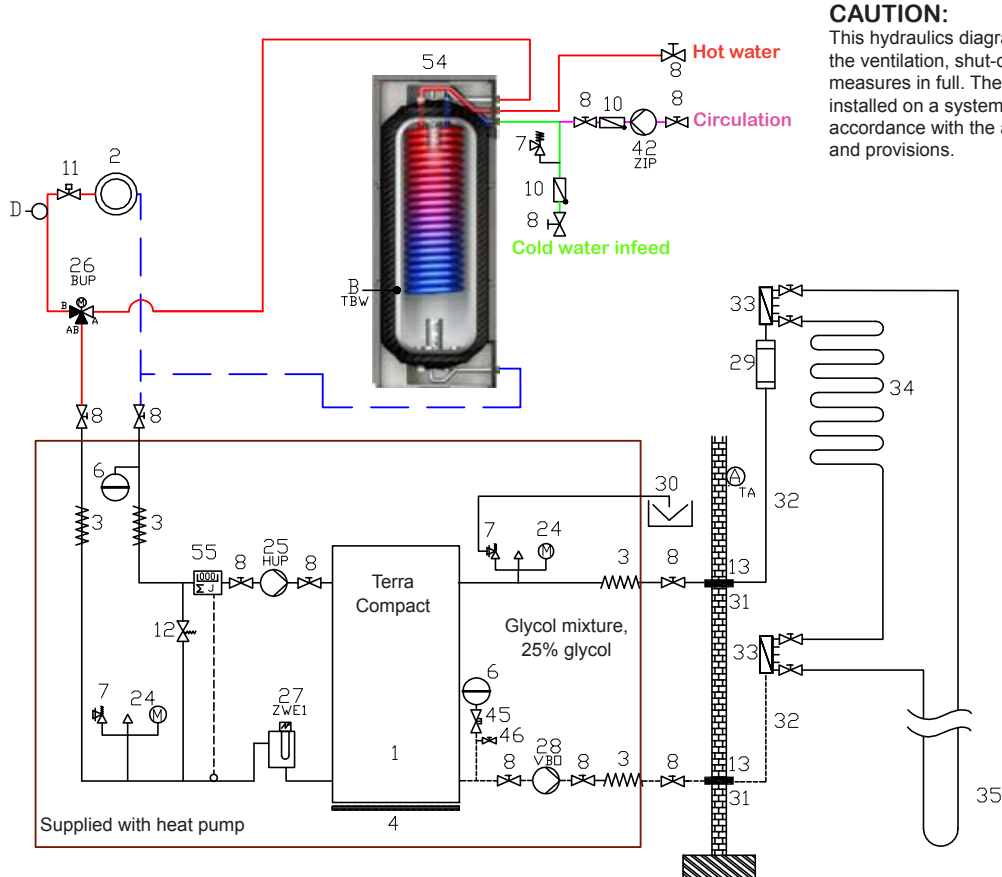 CAUTION:
This hydraulics diagra
the ventilation, shut-o
measures in full. The
installed on a system
accordance with the a
and provisions.
54
Hot water
8
8
10
8
Circulation
42
ZIP
7
10
8
Cold water infeed
11
2
D
26
BUP
M
B
A
AB
B
TBW
8
8
33
29
34
6
3
3
30
A
TA
32
7
24
M
3
8
13
31
55
000
Σ J
8
25
HUP
8
Terra
Compact
Glycol mixture,
25% glycol
12
33
6
45
46
7
24
M
27
ZWE1
1
8
28
VBO
8
3
8
13
31
32
35
4
Supplied with heat pump